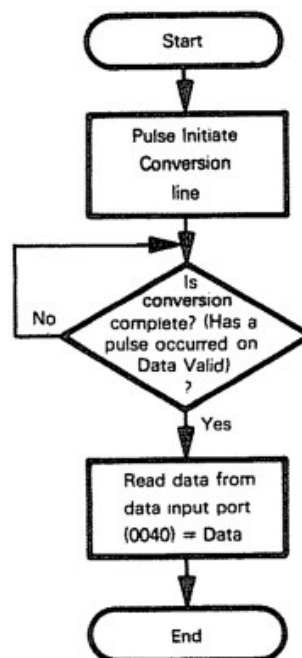 Start
Pulse Initiate
Conversion
line
Is
conversion
complete? (Has a
pulse occurred on
Data Valid)
?
No
Yes
Read data from
data input port
(0040) = Data
End